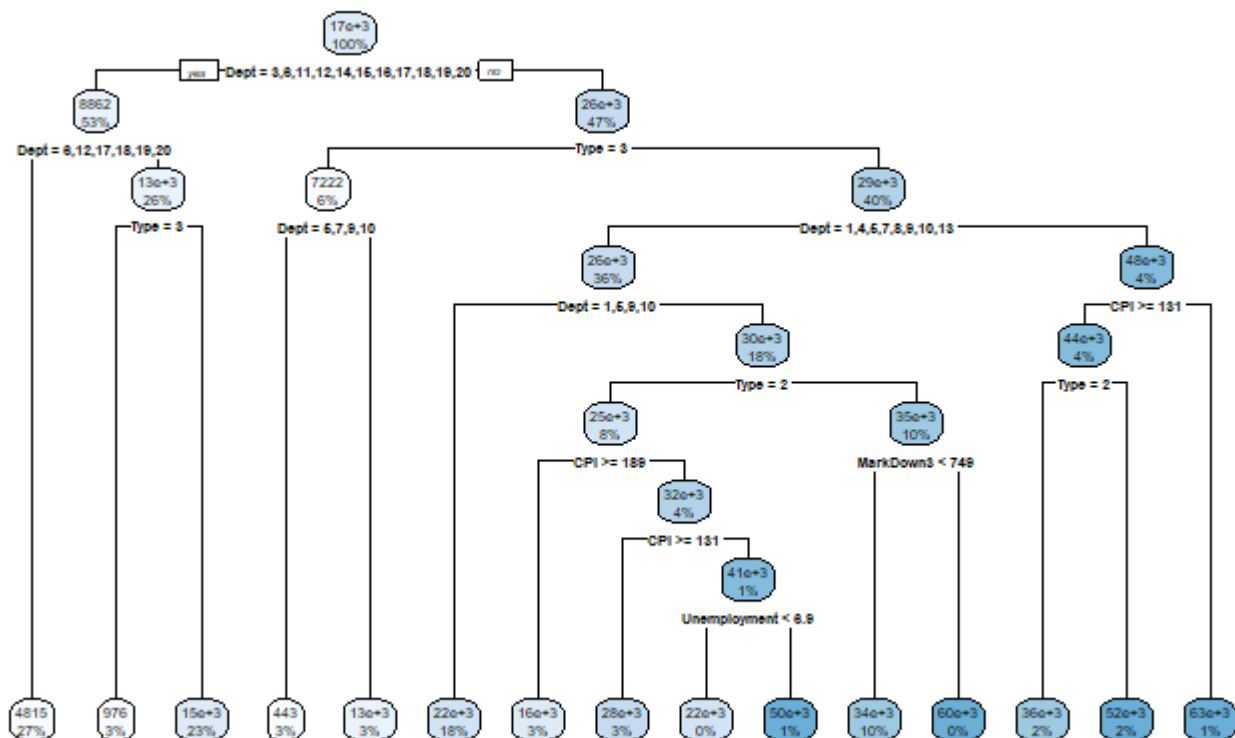 17e+3
100%
yes
Dept = 3,6,11,12,14,15,16,17,18,19,20
no
8862
53%
26e+3
47%
Dept = 6,12,17,18,19,20
Type = 3
13e+3
26%
7222
6%
29e+3
40%
Type = 3
Dept = 5,7,9,10
Dept = 1,4,5,7,8,9,10,13
26e+3
36%
48e+3
4%
Dept = 1,5,9,10
CPI >= 131
30e+3
18%
44e+3
4%
Type = 2
Type = 2
25e+3
8%
35e+3
10%
CPI >= 189
MarkDown3 < 749
32e+3
4%
CPI >= 131
41e+3
1%
Unemployment < 6.9
4815
27%
976
3%
15e+3
23%
443
3%
13e+3
3%
22e+3
18%
16e+3
3%
28e+3
3%
22e+3
0%
50e+3
1%
34e+3
10%
60e+3
0%
36e+3
2%
52e+3
2%
63e+3
1%